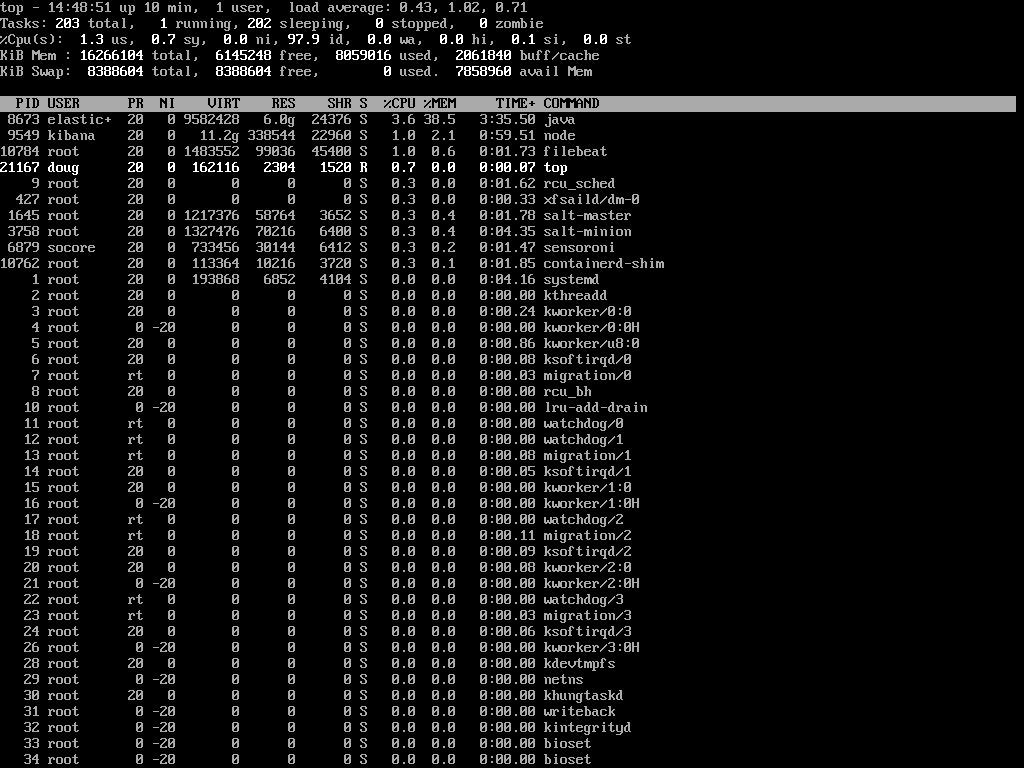 top - 14:48:51 up 10 min,  1 user,  load average: 0.43, 1.02, 0.71
Tasks: 203 total,   1 running, 202 sleeping,   0 stopped,   0 zombie
%Cpu(s):  1.3 us,  0.7 sy,  0.0 ni, 97.9 id,  0.0 wa,  0.0 hi,  0.1 si,  0.0 st
KiB Mem : 16266104 total,  6145248 free,  8059016 used,  2061840 buff/cache
KiB Swap:  8388604 total,  8388604 free,        0 used.  7858960 avail Mem
  PID USER      PR  NI    VIRT    RES    SHR S  %CPU %MEM     TIME+ COMMAND
 8673 elastic+  20   0 9582428   6.0g  24376 S   3.6 38.5   3:35.50 java
 9549 kibana    20   0   11.2g 338544  22960 S   1.0  2.1   0:59.51 node
10784 root      20   0 1483552  99036  45400 S   1.0  0.6   0:01.73 filebeat
21167 doug      20   0  162116   2304   1520 R   0.7  0.0   0:00.07 top
    9 root      20   0       0      0      0 S   0.3  0.0   0:01.62 rcu_sched
  427 root      20   0       0      0      0 S   0.3  0.0   0:00.33 xfsaild/dm-0
 1645 root      20   0 1217376  58764   3652 S   0.3  0.4   0:01.78 salt-master
 3758 root      20   0 1327476  70216   6400 S   0.3  0.4   0:04.35 salt-minion
 6879 socore    20   0  733456  30144   6412 S   0.3  0.2   0:01.47 sensoroni
10762 root      20   0  113364  10216   3720 S   0.3  0.1   0:01.85 containerd-shim
    1 root      20   0  193868   6852   4104 S   0.0  0.0   0:04.16 systemd
    2 root      20   0       0      0      0 S   0.0  0.0   0:00.00 kthreadd
    3 root      20   0       0      0      0 S   0.0  0.0   0:00.24 kworker/0:0
    4 root       0 -20       0      0      0 S   0.0  0.0   0:00.00 kworker/0:0H
    5 root      20   0       0      0      0 S   0.0  0.0   0:00.86 kworker/u8:0
    6 root      20   0       0      0      0 S   0.0  0.0   0:00.08 ksoftirqd/0
    7 root      rt   0       0      0      0 S   0.0  0.0   0:00.03 migration/0
    8 root      20   0       0      0      0 S   0.0  0.0   0:00.00 rcu_bh
   10 root       0 -20       0      0      0 S   0.0  0.0   0:00.00 lru-add-drain
   11 root      rt   0       0      0      0 S   0.0  0.0   0:00.00 watchdog/0
   12 root      rt   0       0      0      0 S   0.0  0.0   0:00.00 watchdog/1
   13 root      rt   0       0      0      0 S   0.0  0.0   0:00.08 migration/1
   14 root      20   0       0      0      0 S   0.0  0.0   0:00.05 ksoftirqd/1
   15 root      20   0       0      0      0 S   0.0  0.0   0:00.00 kworker/1:0
   16 root       0 -20       0      0      0 S   0.0  0.0   0:00.00 kworker/1:0H
   17 root      rt   0       0      0      0 S   0.0  0.0   0:00.00 watchdog/2
   18 root      rt   0       0      0      0 S   0.0  0.0   0:00.11 migration/2
   19 root      20   0       0      0      0 S   0.0  0.0   0:00.09 ksoftirqd/2
   20 root      20   0       0      0      0 S   0.0  0.0   0:00.08 kworker/2:0
   21 root       0 -20       0      0      0 S   0.0  0.0   0:00.00 kworker/2:0H
   22 root      rt   0       0      0      0 S   0.0  0.0   0:00.00 watchdog/3
   23 root      rt   0       0      0      0 S   0.0  0.0   0:00.03 migration/3
   24 root      20   0       0      0      0 S   0.0  0.0   0:00.06 ksoftirqd/3
   26 root       0 -20       0      0      0 S   0.0  0.0   0:00.00 kworker/3:0H
   28 root      20   0       0      0      0 S   0.0  0.0   0:00.00 kdevtmpfs
   29 root       0 -20       0      0      0 S   0.0  0.0   0:00.00 netns
   30 root      20   0       0      0      0 S   0.0  0.0   0:00.00 khungtaskd
   31 root       0 -20       0      0      0 S   0.0  0.0   0:00.00 writeback
   32 root       0 -20       0      0      0 S   0.0  0.0   0:00.00 kintegrityd
   33 root       0 -20       0      0      0 S   0.0  0.0   0:00.00 bioset
   34 root       0 -20       0      0      0 S   0.0  0.0   0:00.00 bioset